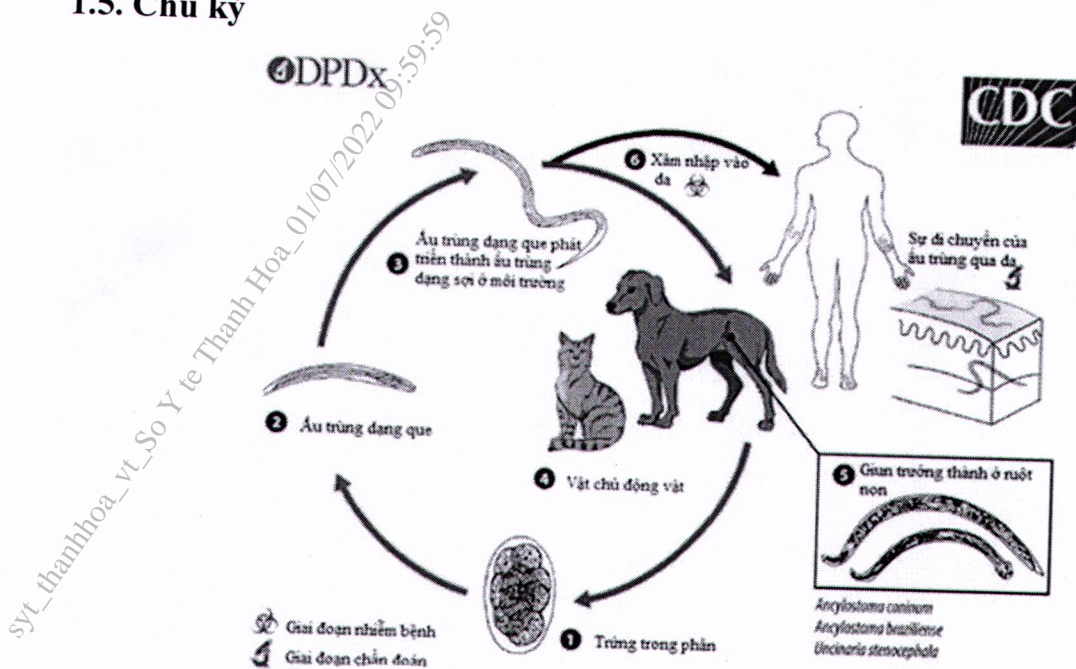 1.5. Chu kỳ
DPDx
CDC
6 Xâm nhập vào
da
Ấu trùng dạng que phát
3 triển thành ấu trùng
dạng sợi ở môi trường
Sự di chuyển của
ấu trùng qua da
2 Ấu trùng dạng que
4 Vật chủ động vật
5 Giun trưởng thành ở ruột
non
Ancylostoma caninum
Ancylostoma braziliense
Uncinaria stenocephala
1 Trứng trong phân
Giai đoạn nhiễm bệnh
Giai đoạn chẩn đoán
syt_thanhhoa_vt_So Y te Thanh Hoa_01/07/2022 09:59:59